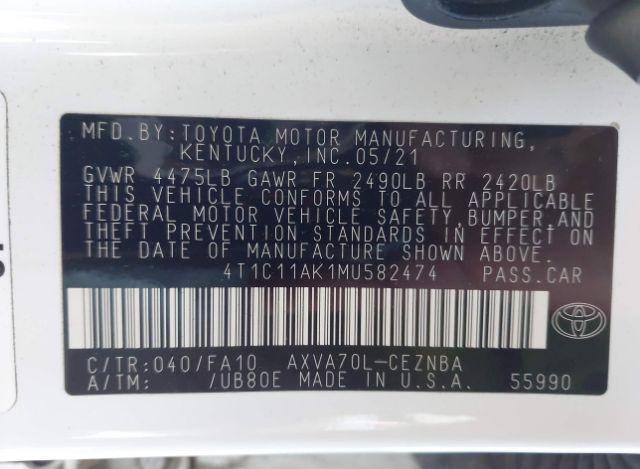 MFD.BY:TOYOTA MOTOR MANUFACTURING,
KENTUCKY,INC.05/21
GVWR 4475LB GAWR FR 2490LB RR 2420LB
THIS VEHICLE CONFORMS TO ALL APPLICABLE
FEDERAL MOTOR VEHICLE SAFETY,BUMPER,AND
THEFT PREVENTION STANDARDS IN EFFECT ON
THE DATE OF MANUFACTURE SHOWN ABOVE.
4T1C11AK1MU582474 PASS.CAR
C/TR:040/FA10 AXVA70L-CEZNBA
A/TM: /UB80E MADE IN U.S.A. 55990